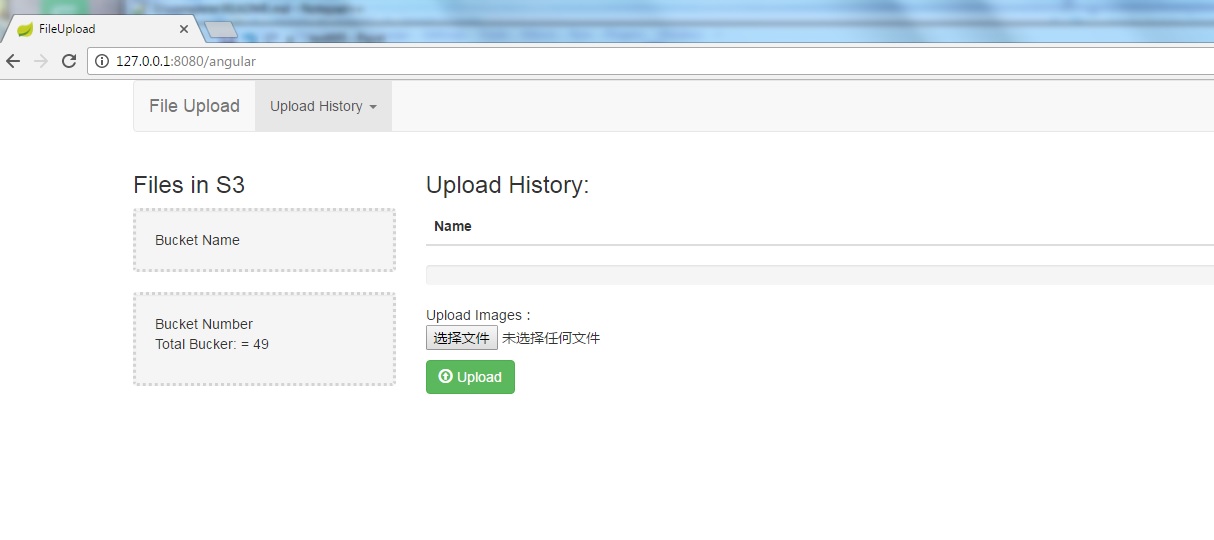 FileUpload
127.0.0.1:8080/angular
File Upload
Upload History
Files in S3
Bucket Name
Bucket Number
Total Bucker: = 49
Upload History:
Name
Upload Images：
选择文件 未选择任何文件
Upload